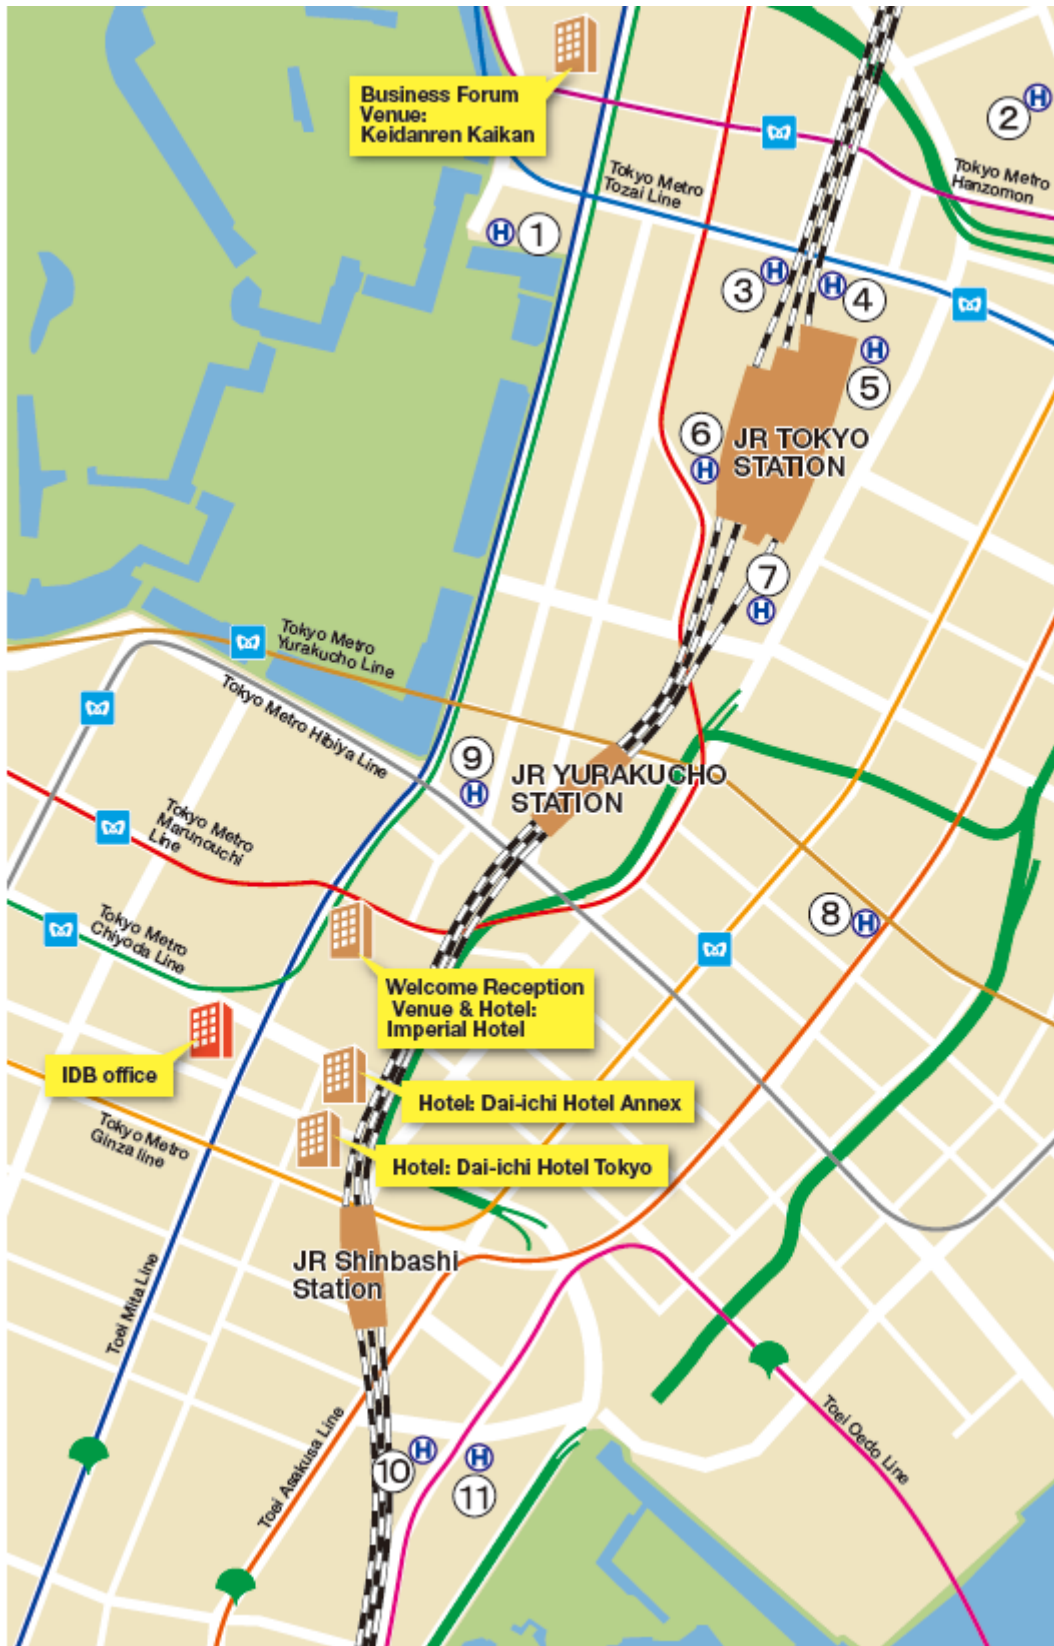 Business Forum
Venue:
Keidanren Kaikan
H
2
Tokyo Metro
Hanzomon
Tokyo Metro
Tozai Line
H 1
H
3
H
4
H
5
6
H
JR TOKYO
STATION
7
H
Tokyo Metro
Yurakucho Line
Tokyo Metro Hibiya Line
9
H
JR YURAKUCHO
STATION
Tokyo Metro
Marunouchi
Line
8 H
Tokyo Metro
Chiyoda Line
Welcome Reception
Venue & Hotel:
Imperial Hotel
IDB office
Hotel: Dai-ichi Hotel Annex
Tokyo Metro
Ginza line
Hotel: Dai-ichi Hotel Tokyo
JR Shinbashi
Station
Toei Mita Line
Toei Asakusa Line
Toei Oedo Line
10 H
H
11